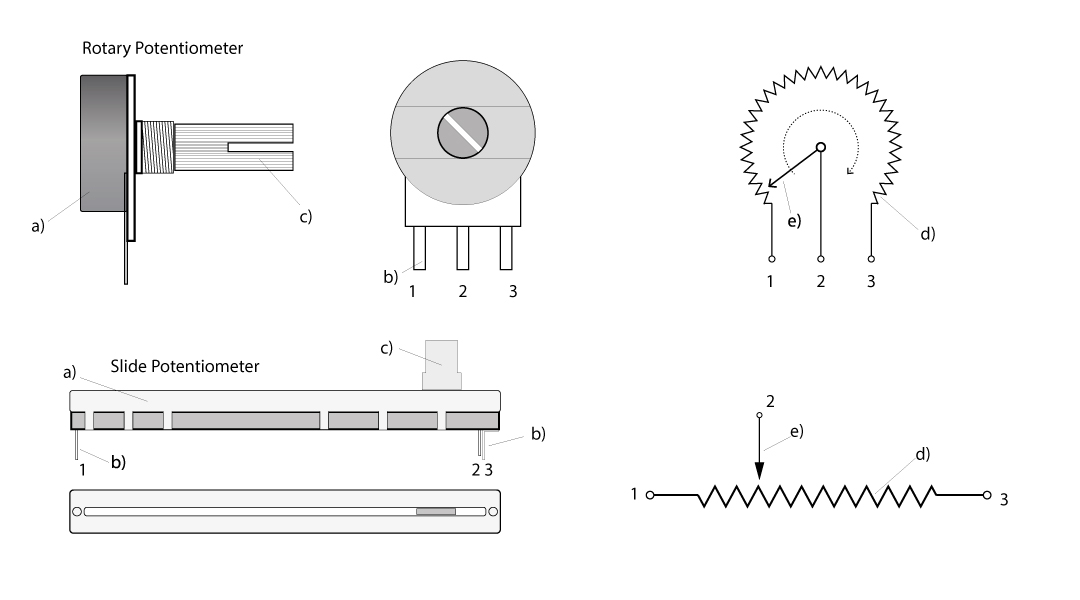 Rotary Potentiometer
a)
c)
b)
1 2 3
e)
d)
1 2 3
Slide Potentiometer
a)
c)
b)
1 b)
2 3
2
e)
d)
1
3